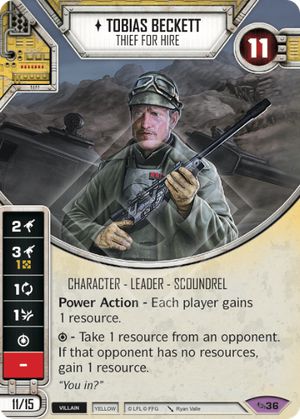 TOBIAS BECKETT
THIEF FOR HIRE
11
2
3
1
1
1
-
11/15
CHARACTER - LEADER - SCOUNDREL
Power Action - Each player gains
1 resource.
- Take 1 resource from an opponent.
If that opponent has no resources,
gain 1 resource.
"You in?"
VILLAIN
YELLOW
© LFL © FFG
Ryan Valle
36